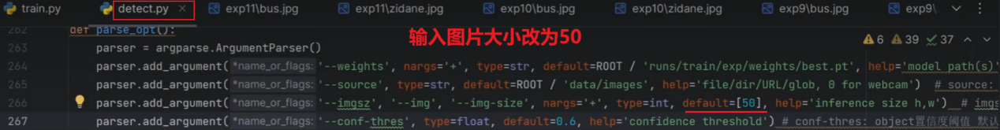 train.py detect.py × exp11\bus.jpg exp11\zidane.jpg exp10\bus.jpg exp10\zidane.jpg exp9\bus.jpg exp9\
输入图片大小改为50
262 def parse_opt(): 6 39 37
263 parser = argparse.ArgumentParser()
264 parser.add_argument( *name_or_flags: '--weights', nargs='+', type=str, default=ROOT / 'runs/train/exp/weights/best.pt', help='model path(s)'
265 parser.add_argument( *name_or_flags: '--source', type=str, default=ROOT / 'data/images', help='file/dir/URL/glob, 0 for webcam') # source:
266 parser.add_argument( *name_or_flags: '--imgsz', '--img', '--img-size', nargs='+', type=int, default=[50], help='inference size h,w') # imgs
267 parser.add_argument( *name_or_flags: '--conf-thres', type=float, default=0.6, help='confidence threshold') # conf-thres: object置信度阈值 默认